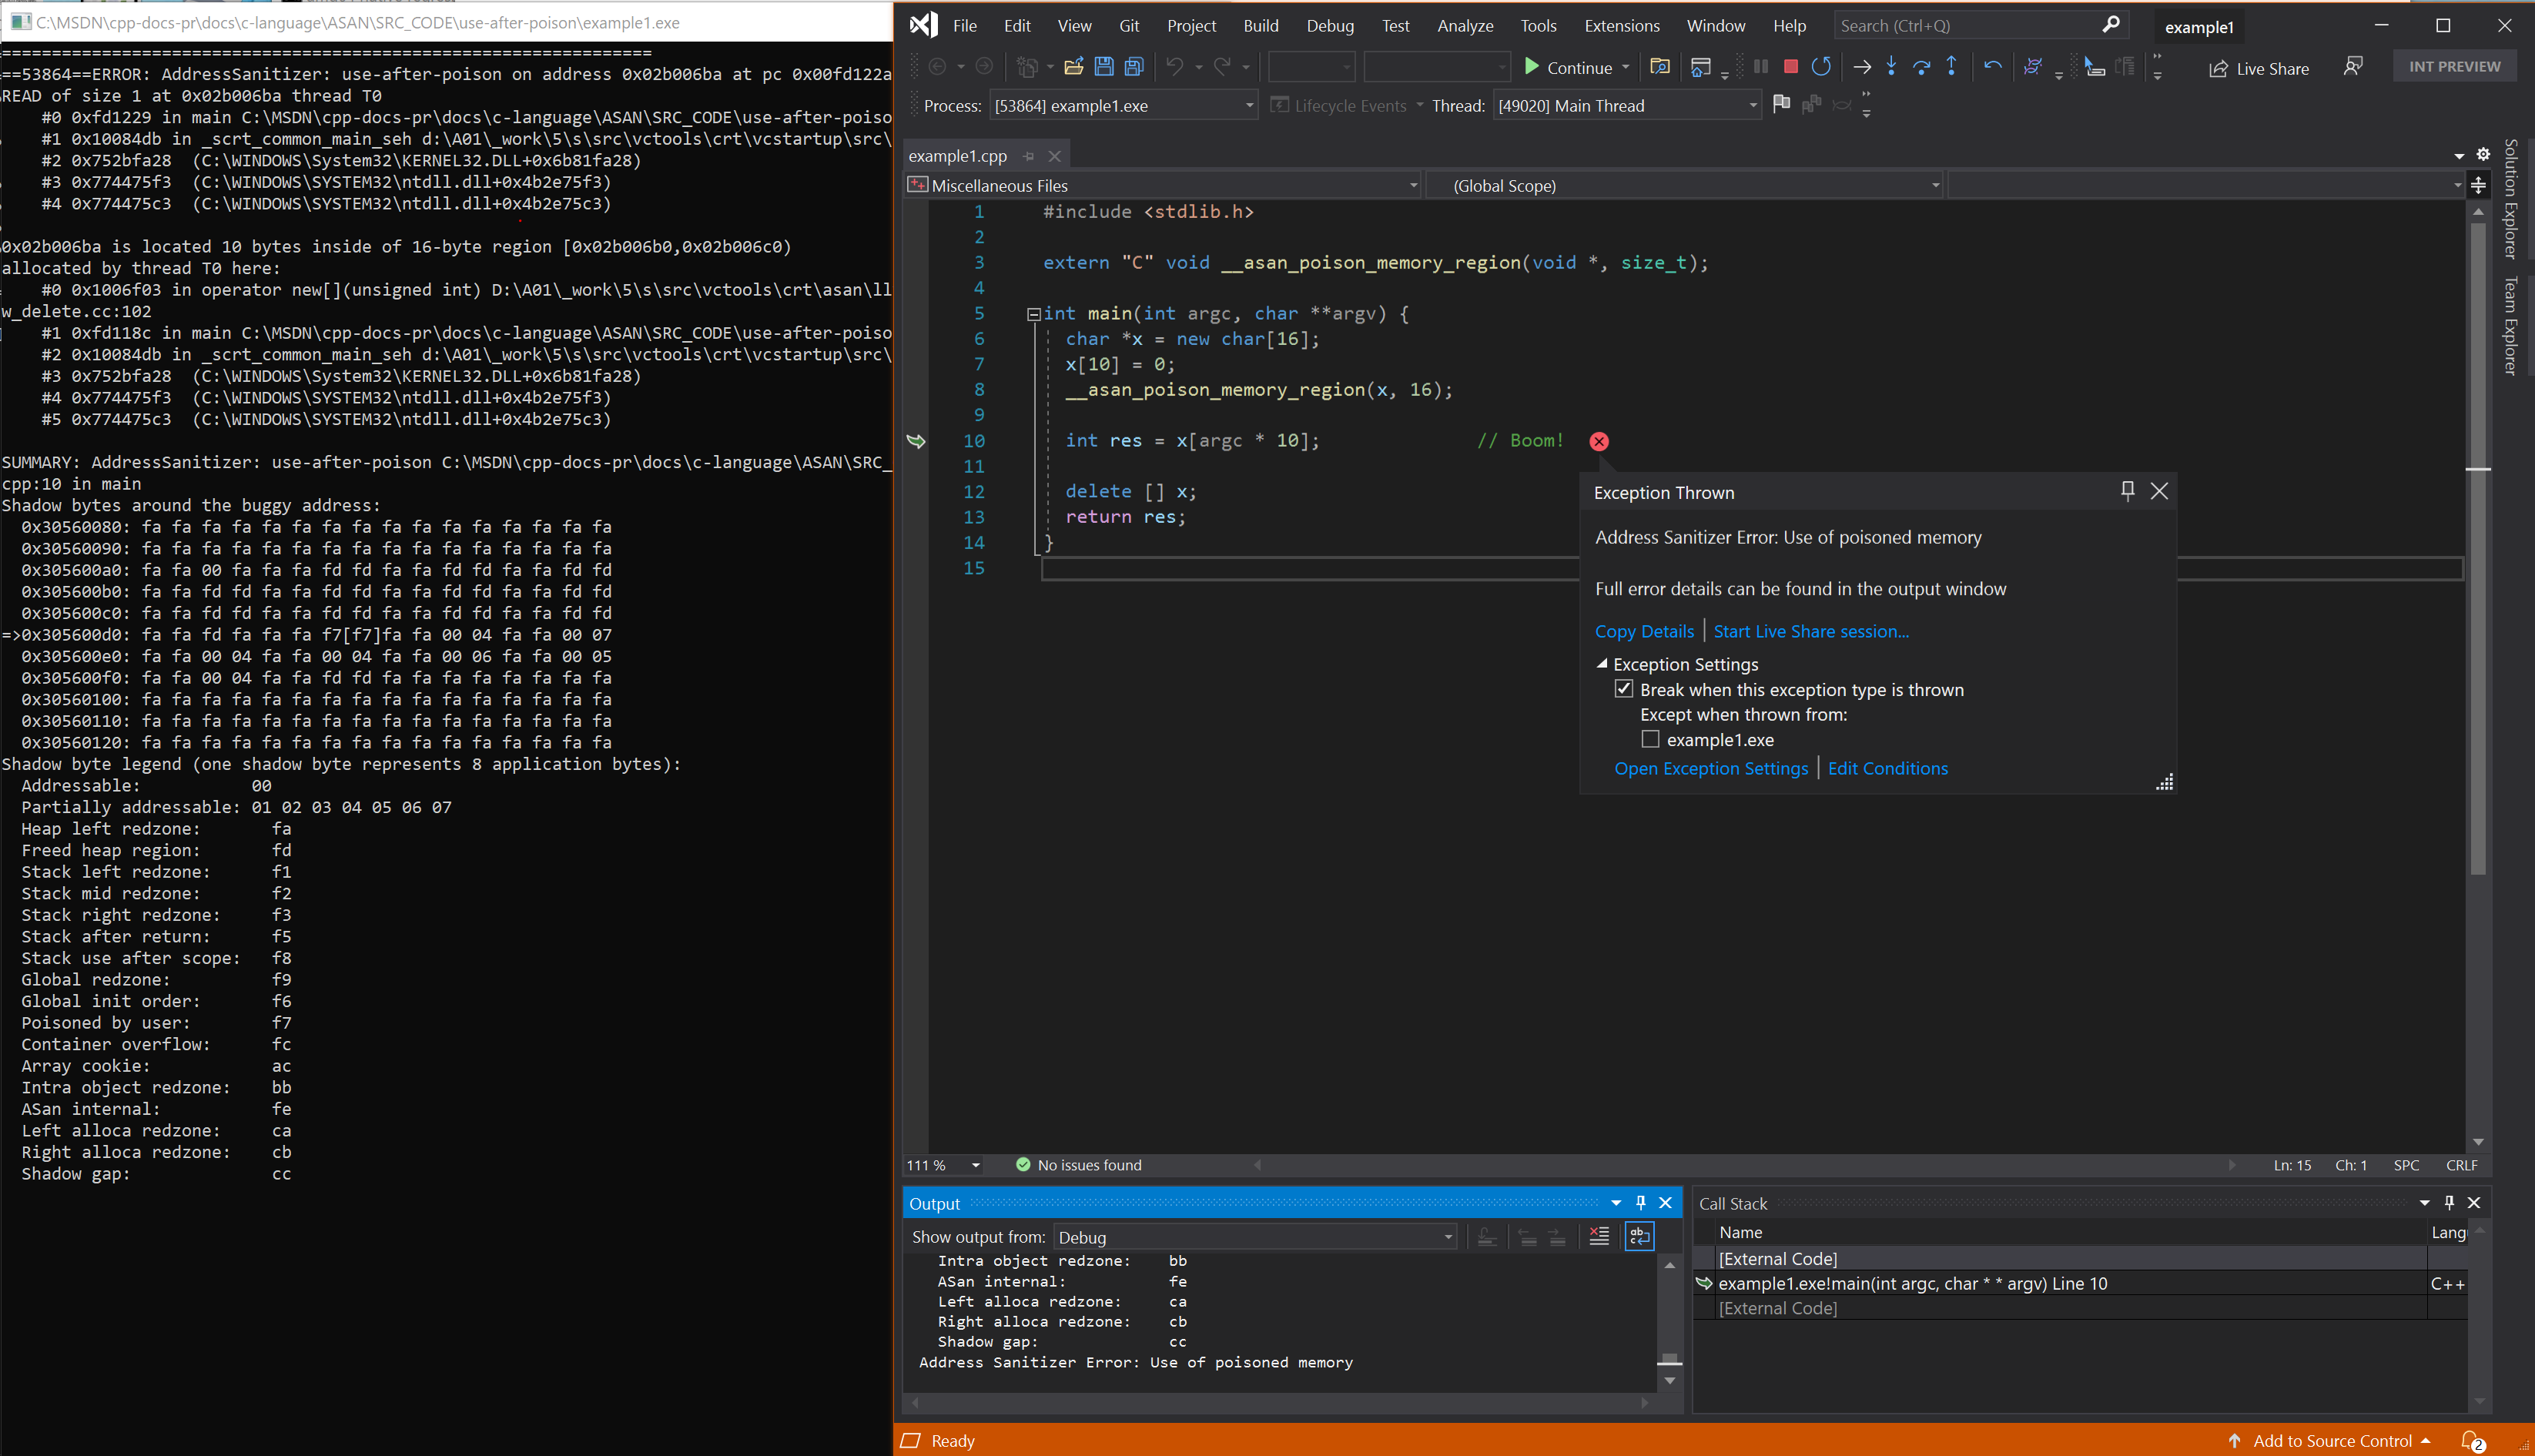 C:\MSDN\cpp-docs-pr\docs\c-language\ASAN\SRC_CODE\use-after-poison\example1.exe
=================================================================
==53864==ERROR: AddressSanitizer: use-after-poison on address 0x02b006ba at pc 0x00fd122a
READ of size 1 at 0x02b006ba thread T0
#0 0xfd1229 in main C:\MSDN\cpp-docs-pr\docs\c-language\ASAN\SRC_CODE\use-after-poiso
#1 0x10084db in _scrt_common_main_seh d:\A01\_work\5\s\src\vctools\crt\vcstartup\src\
#2 0x752bfa28  (C:\WINDOWS\System32\KERNEL32.DLL+0x6b81fa28)
#3 0x774475f3  (C:\WINDOWS\SYSTEM32\ntdll.dll+0x4b2e75f3)
#4 0x774475c3  (C:\WINDOWS\SYSTEM32\ntdll.dll+0x4b2e75c3)
0x02b006ba is located 10 bytes inside of 16-byte region [0x02b006b0,0x02b006c0)
allocated by thread T0 here:
#0 0x1006f03 in operator new[](unsigned int) D:\A01\_work\5\s\src\vctools\crt\asan\ll
w_delete.cc:102
#1 0xfd118c in main C:\MSDN\cpp-docs-pr\docs\c-language\ASAN\SRC_CODE\use-after-poiso
#2 0x10084db in _scrt_common_main_seh d:\A01\_work\5\s\src\vctools\crt\vcstartup\src\
#3 0x752bfa28  (C:\WINDOWS\System32\KERNEL32.DLL+0x6b81fa28)
#4 0x774475f3  (C:\WINDOWS\SYSTEM32\ntdll.dll+0x4b2e75f3)
#5 0x774475c3  (C:\WINDOWS\SYSTEM32\ntdll.dll+0x4b2e75c3)
SUMMARY: AddressSanitizer: use-after-poison C:\MSDN\cpp-docs-pr\docs\c-language\ASAN\SRC_
cpp:10 in main
Shadow bytes around the buggy address:
0x30560080: fa fa fa fa fa fa fa fa fa fa fa fa fa fa fa fa
0x30560090: fa fa fa fa fa fa fa fa fa fa fa fa fa fa fa fa
0x305600a0: fa fa 00 fa fa fa fd fd fa fa fd fd fa fa fd fd
0x305600b0: fa fa fd fd fa fa fd fd fa fa fd fa fa fa fd fd
0x305600c0: fa fa fd fd fa fa fd fd fa fa fd fd fa fa fd fd
=>0x305600d0: fa fa fd fa fa fa f7[f7]fa fa 00 04 fa fa 00 07
0x305600e0: fa fa 00 04 fa fa 00 04 fa fa 00 06 fa fa 00 05
0x305600f0: fa fa 00 04 fa fa fd fd fa fa fa fa fa fa fa fa
0x30560100: fa fa fa fa fa fa fa fa fa fa fa fa fa fa fa fa
0x30560110: fa fa fa fa fa fa fa fa fa fa fa fa fa fa fa fa
0x30560120: fa fa fa fa fa fa fa fa fa fa fa fa fa fa fa fa
Shadow byte legend (one shadow byte represents 8 application bytes):
Addressable:           00
Partially addressable: 01 02 03 04 05 06 07
Heap left redzone:       fa
Freed heap region:       fd
Stack left redzone:      f1
Stack mid redzone:       f2
Stack right redzone:     f3
Stack after return:      f5
Stack use after scope:   f8
Global redzone:          f9
Global init order:       f6
Poisoned by user:        f7
Container overflow:      fc
Array cookie:            ac
Intra object redzone:    bb
ASan internal:           fe
Left alloca redzone:     ca
Right alloca redzone:    cb
Shadow gap:              cc
File Edit View Git Project Build Debug Test Analyze Tools Extensions Window Help Search (Ctrl+Q) example1
Continue Live Share INT PREVIEW
Process: [53864] example1.exe Lifecycle Events Thread: [49020] Main Thread
example1.cpp
Miscellaneous Files (Global Scope)
1 #include <stdlib.h>
2
3 extern "C" void __asan_poison_memory_region(void *, size_t);
4
5 int main(int argc, char **argv) {
6 char *x = new char[16];
7 x[10] = 0;
8 __asan_poison_memory_region(x, 16);
9
10 int res = x[argc * 10]; // Boom!
11
12 delete [] x;
13 return res;
14 }
15
Exception Thrown
Address Sanitizer Error: Use of poisoned memory
Full error details can be found in the output window
Copy Details | Start Live Share session...
Exception Settings
Break when this exception type is thrown
Except when thrown from:
example1.exe
Open Exception Settings | Edit Conditions
Solution Explorer
Team Explorer
111 % No issues found Ln: 15 Ch: 1 SPC CRLF
Output
Show output from: Debug
Intra object redzone:    bb
ASan internal:           fe
Left alloca redzone:     ca
Right alloca redzone:    cb
Shadow gap:              cc
Address Sanitizer Error: Use of poisoned memory
Call Stack
Name Lang
[External Code]
example1.exe!main(int argc, char * * argv) Line 10 C++
[External Code]
Ready Add to Source Control 2